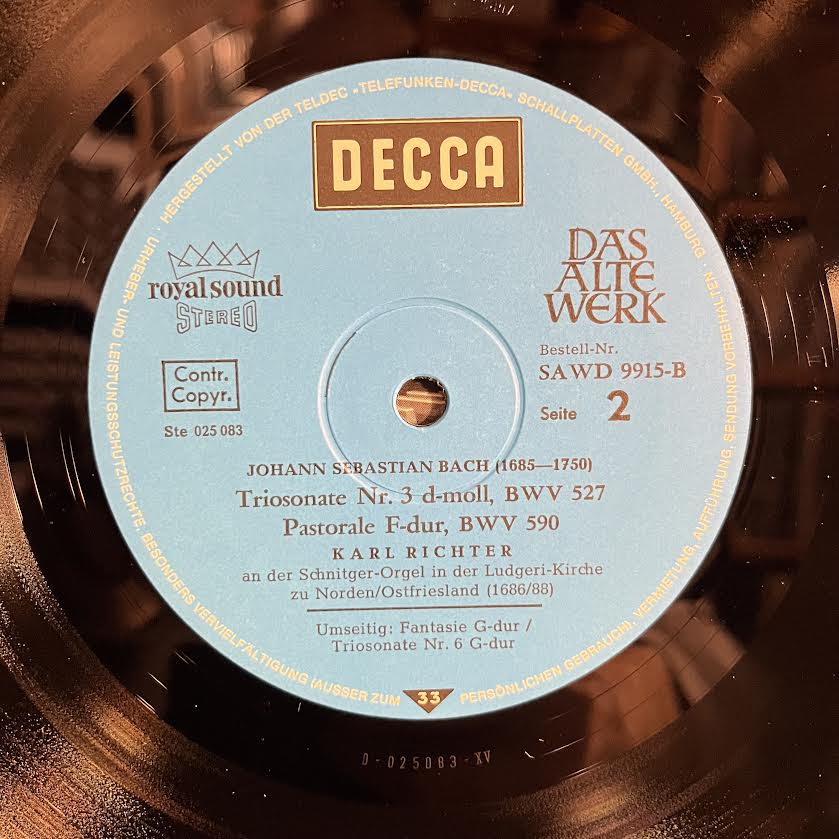 HERGESTELLT VON DER TELDEC »TELEFUNKEN-DECCA« SCHALLPLATTEN GMBH., HAMBURG
URHEBER- UND LEISTUNGSSCHUTZRECHTE, BESONDERS VERVIELFÄLTIGUNG (AUSSER ZUM PERSÖNLICHEN GEBRAUCH), VERMIETUNG, AUFFÜHRUNG, SENDUNG VORBEHALTEN
DECCA
royal sound
STEREO
DAS
ALTE
WERK
Contr.
Copyr.
Ste 025 083
Bestell-Nr.
SAWD 9915-B
Seite 2
JOHANN SEBASTIAN BACH (1685—1750)
Triosonate Nr. 3 d-moll, BWV 527
Pastorale F-dur, BWV 590
KARL RICHTER
an der Schnitger-Orgel in der Ludgeri-Kirche
zu Norden/Ostfriesland (1686/88)
Umseitig: Fantasie G-dur /
Triosonate Nr. 6 G-dur
33
D-025083-XV